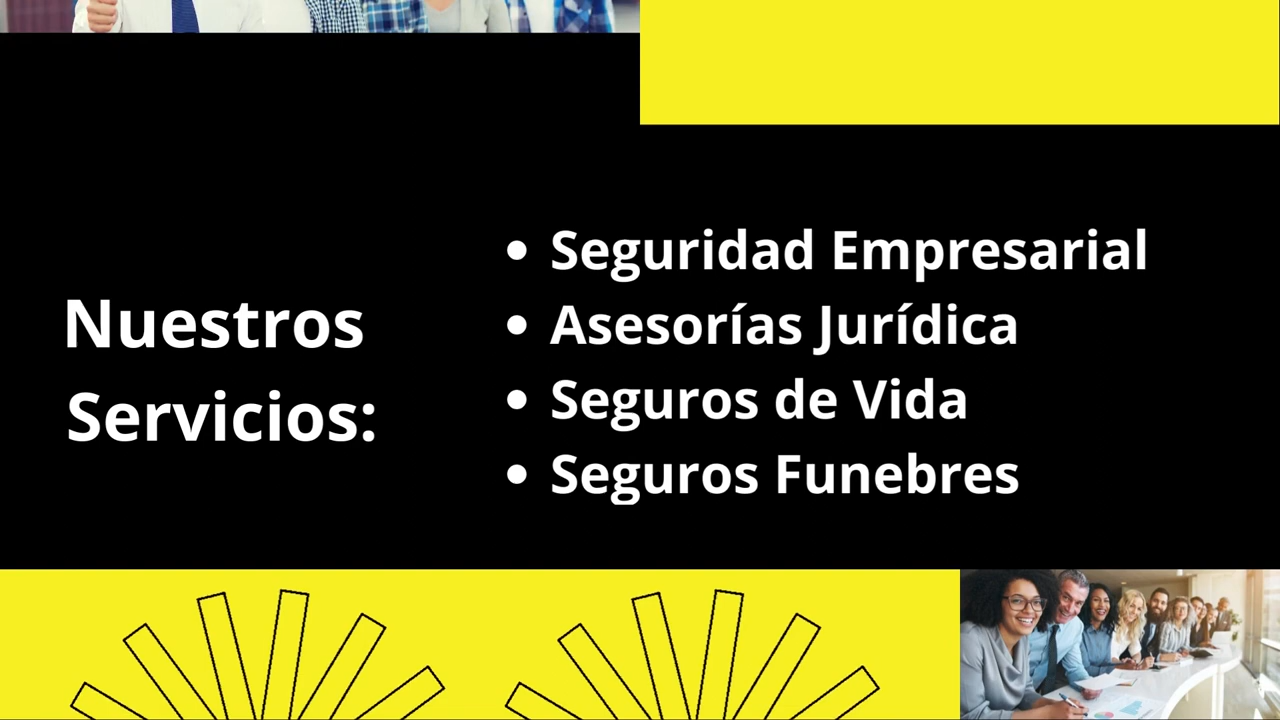 Nuestros
Servicios:
• Seguridad Empresarial
• Asesorías Jurídica
• Seguros de Vida
• Seguros Funebres